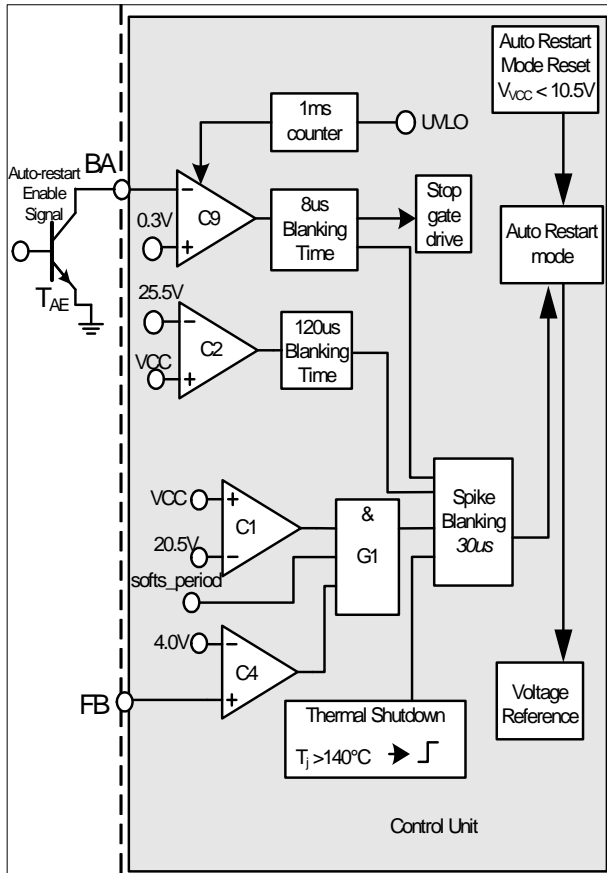 Auto Restart
Mode Reset
VVCC < 10.5V
1ms
counter
UVLO
BA
Auto-restart
Enable
Signal
TAE
0.3V
−
+
C9
8us
Blanking
Time
Stop
gate
drive
Auto Restart
mode
25.5V
VCC
−
+
C2
120us
Blanking
Time
VCC
20.5V
+
−
C1
softs_period
&
G1
Spike
Blanking
30us
4.0V
FB
−
+
C4
Thermal Shutdown
Tj >140°C
Voltage
Reference
Control Unit